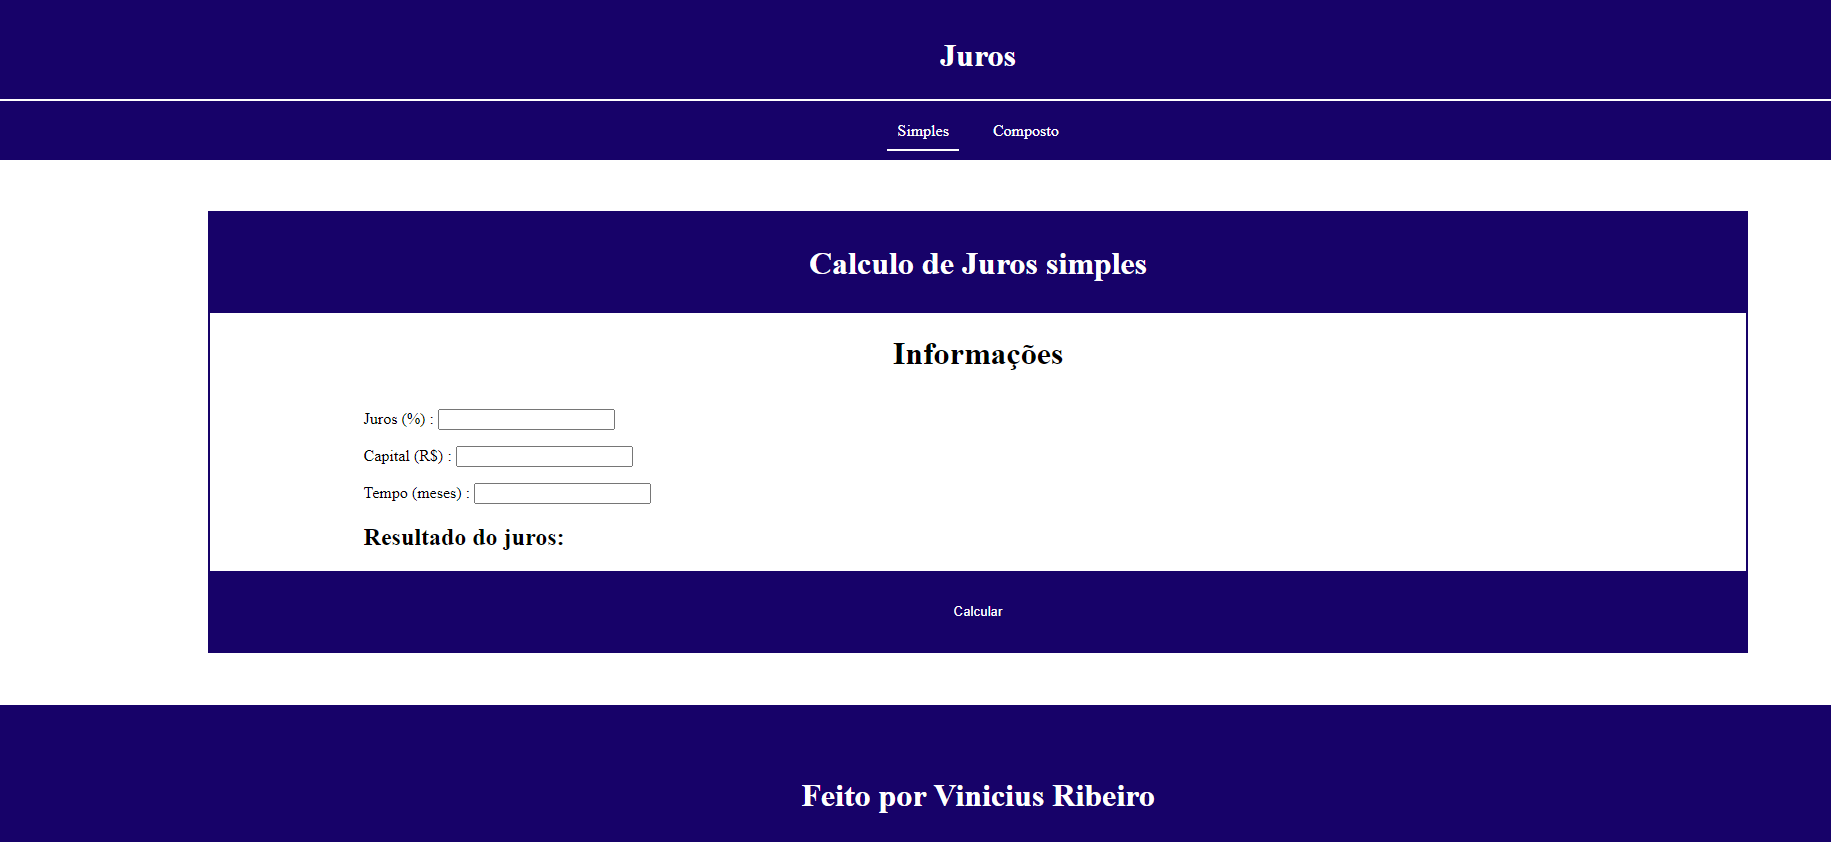 Juros
Simples Composto
Calculo de Juros simples
Informações
Juros (%) :
Capital (R$) :
Tempo (meses) :
Resultado do juros:
Calcular
Feito por Vinicius Ribeiro